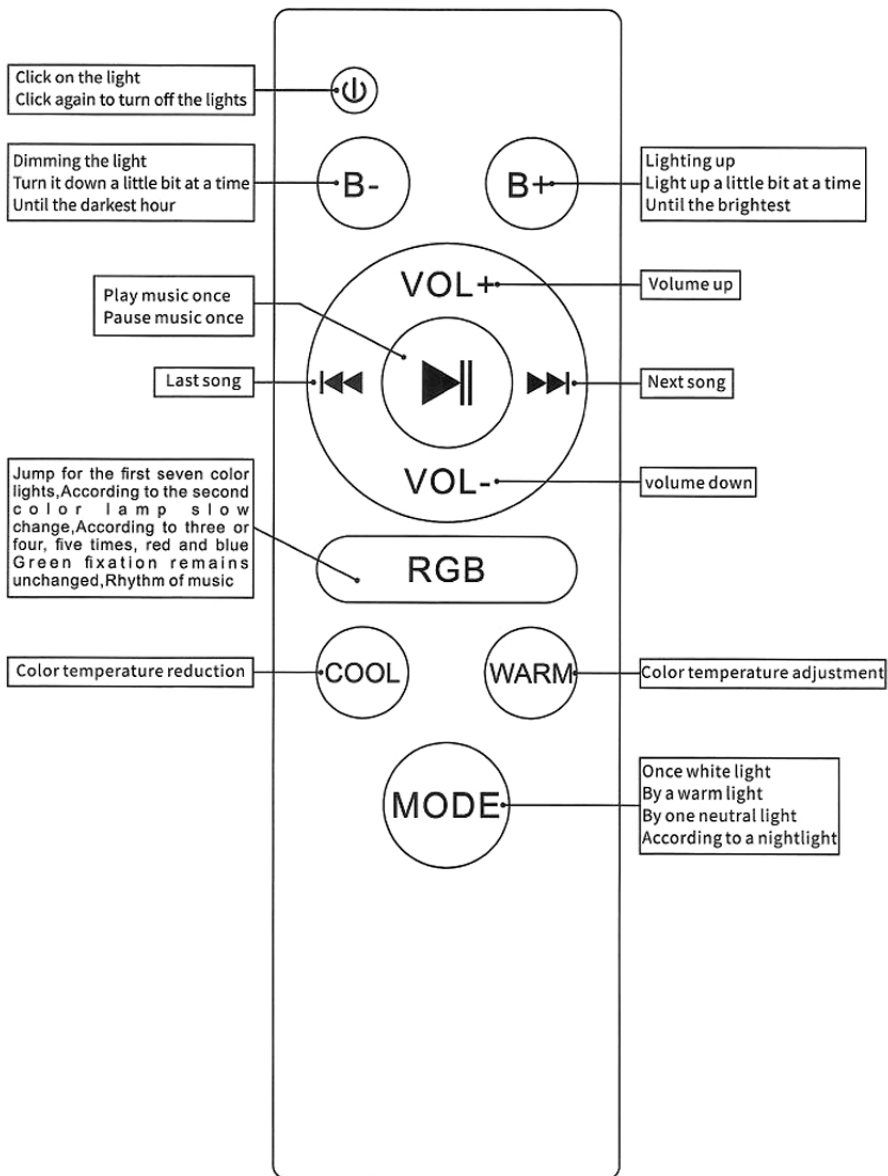 Click on the light
Click again to turn off the lights
Dimming the light
Turn it down a little bit at a time
Until the darkest hour
B-
B+
Lighting up
Light up a little bit at a time
Until the brightest
VOL+
Volume up
Play music once
Pause music once
Last song
Next song
VOL-
volume down
Jump for the first seven color
lights,According to the second
color lamp slow
change,According to three or
four, five times, red and blue
Green fixation remains
unchanged,Rhythm of music
RGB
Color temperature reduction
COOL
WARM
Color temperature adjustment
MODE
Once white light
By a warm light
By one neutral light
According to a nightlight